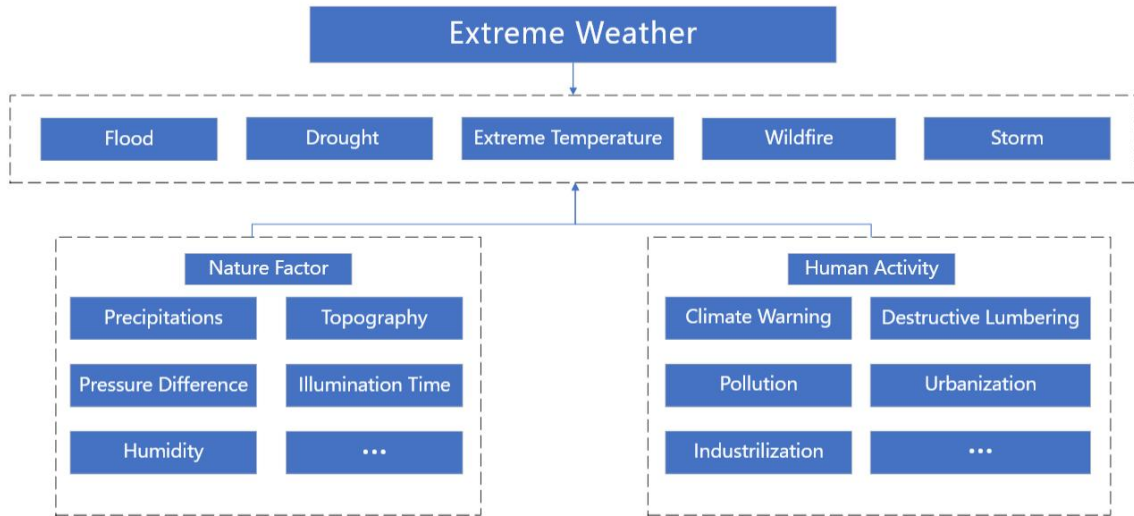 Extreme Weather
Flood
Drought
Extreme Temperature
Wildfire
Storm
Nature Factor
Precipitations
Topography
Pressure Difference
Illumination Time
Humidity
...
Human Activity
Climate Warning
Destructive Lumbering
Pollution
Urbanization
Industrilization
...